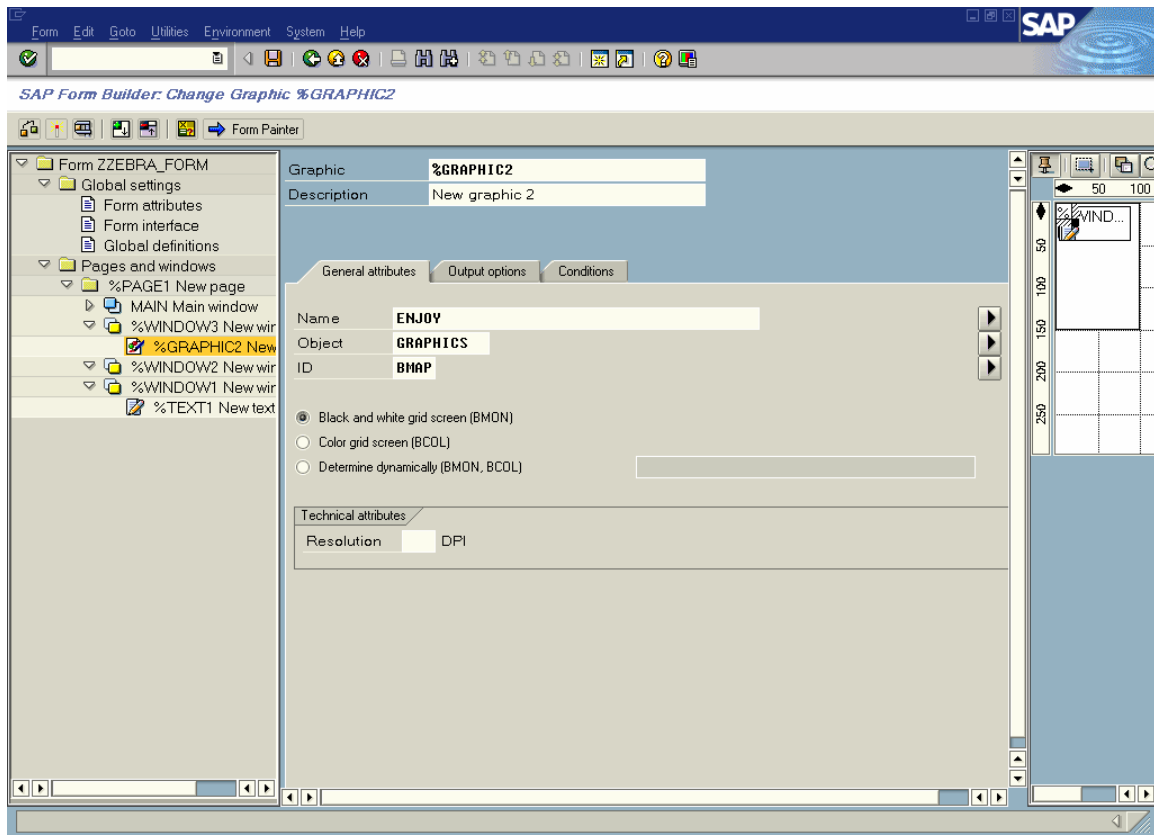 Form Edit Goto Utilities Environment System Help
SAP
SAP Form Builder: Change Graphic %GRAPHIC2
Form Painter
Form ZZEBRA_FORM
Global settings
Form attributes
Form interface
Global definitions
Pages and windows
%PAGE1 New page
MAIN Main window
%WINDOW3 New wir
%GRAPHIC2 New
%WINDOW2 New wir
%WINDOW1 New wir
%TEXT1 New text
Graphic %GRAPHIC2
Description New graphic 2
General attributes Output options Conditions
Name ENJOY
Object GRAPHICS
ID BMAP
Black and white grid screen (BMON)
Color grid screen (BCOL)
Determine dynamically (BMON, BCOL)
Technical attributes
Resolution DPI
50 100
WIND...
50
100
150
200
250